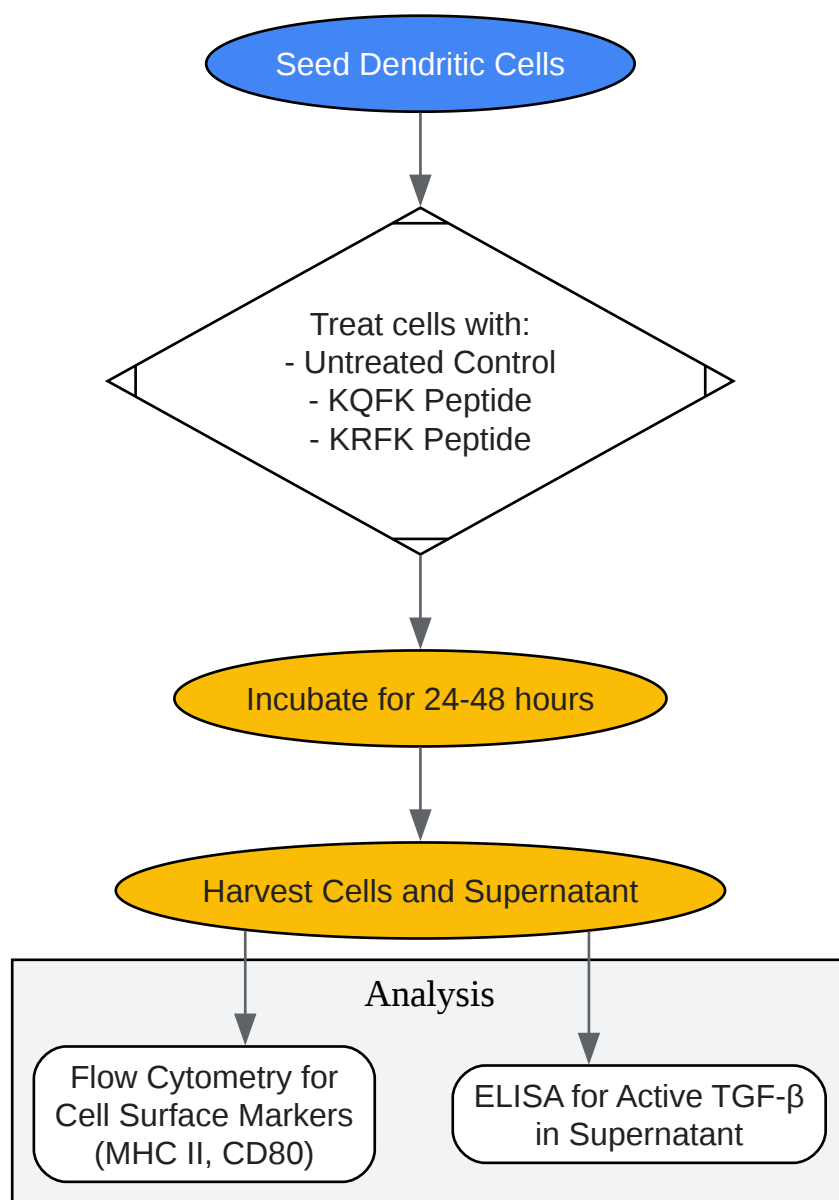 Seed Dendritic Cells
Treat cells with:
- Untreated Control
- KQFK Peptide
- KRFK Peptide
Incubate for 24-48 hours
Harvest Cells and Supernatant
Analysis
Flow Cytometry for
Cell Surface Markers
(MHC II, CD80)
ELISA for Active TGF-β
in Supernatant